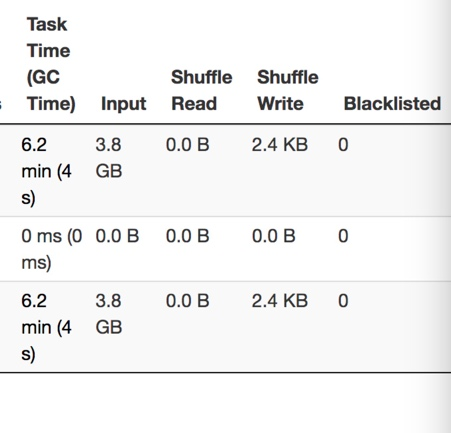 Task
Time
(GC Shuffle Shuffle
Time) Input Read Write Blacklisted
6.2 3.8 0.0 B 2.4 KB 0
min (4 GB
s)
0 ms (0 0.0 B 0.0 B 0.0 B 0
ms)
6.2 3.8 0.0 B 2.4 KB 0
min (4 GB
s)